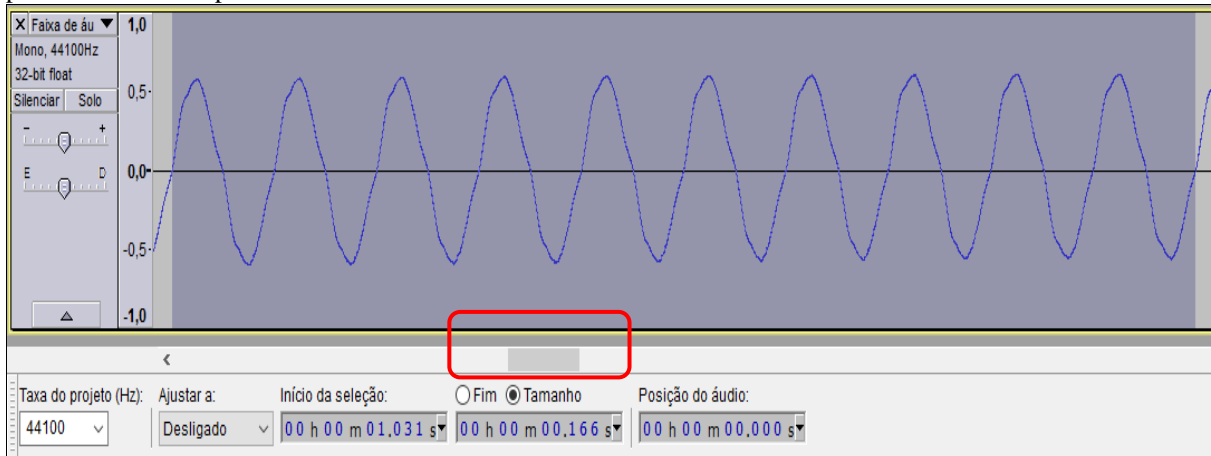 X Faixa de áu ▼ 1,0
Mono, 44100Hz
32-bit float
Silenciar Solo 0,5
- +
E D 0,0
-0,5
-1,0
Taxa do projeto (Hz): Ajustar a: Início da seleção: Fim Tamanho Posição do áudio:
44100 Desligado 00 h 00 m 01.031 s 00 h 00 m 00.166 s 00 h 00 m 00.000 s